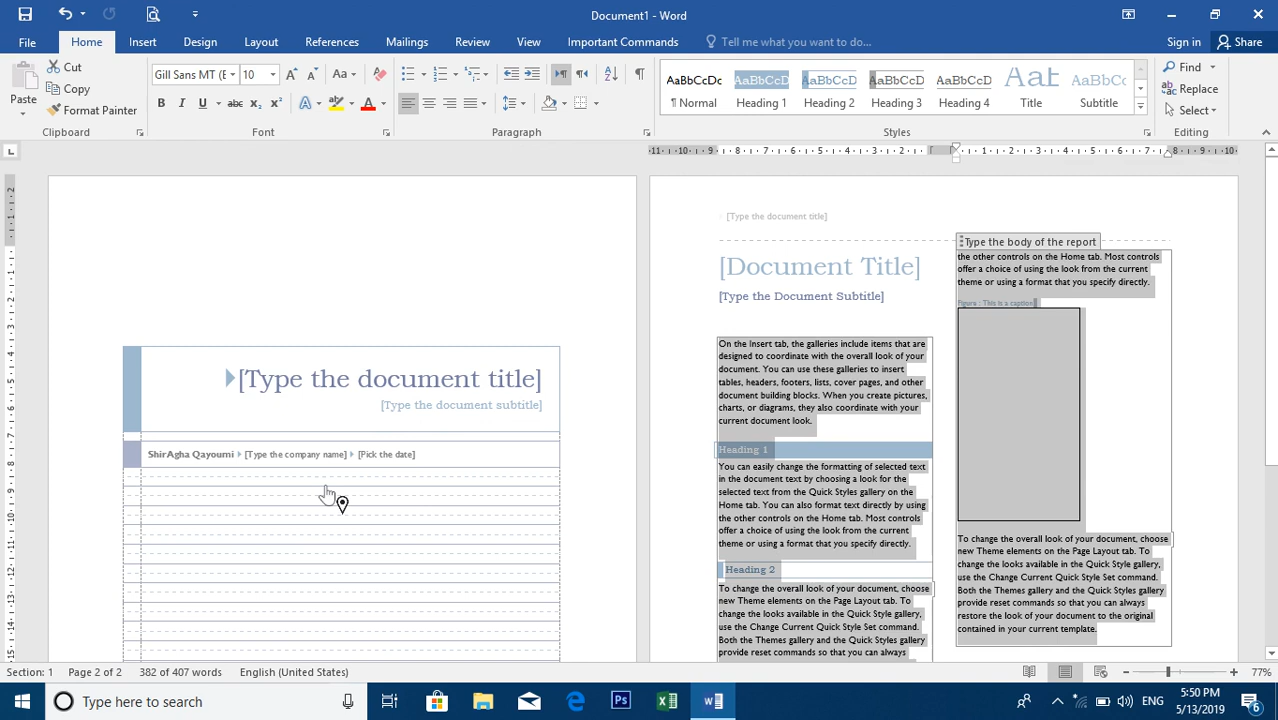 Document1 - Word
Sign in
Share
File
Home
Insert
Design
Layout
References
Mailings
Review
View
Important Commands
Tell me what you want to do...
Paste
Cut
Copy
Format Painter
Clipboard
Gill Sans MT (E
10
Font
Paragraph
AaBbCcDc
AaBbCcD
AaBbCcD
AaBbCcD
AaBbCcD
AaBb
AaBbCcD
¶ Normal
Heading 1
Heading 2
Heading 3
Heading 4
Title
Subtitle
Styles
Find
Replace
Select
Editing
[Type the document title]
[Type the document subtitle]
ShirAgha Qayoumi
[Type the company name]
[Pick the date]
[Type the document title]
[Document Title]
[Type the Document Subtitle]
On the Insert tab, the galleries include items that are
designed to coordinate with the overall look of your
document. You can use these galleries to insert
tables, headers, footers, lists, cover pages, and other
document building blocks. When you create pictures,
charts, or diagrams, they also coordinate with your
current document look.
Heading 1
You can easily change the formatting of selected text
in the document text by choosing a look for the
selected text from the Quick Styles gallery on the
Home tab. You can also format text directly by using
the other controls on the Home tab. Most controls
offer a choice of using the look from the current
theme or using a format that you specify directly.
Heading 2
To change the overall look of your document, choose
new Theme elements on the Page Layout tab. To
change the looks available in the Quick Style gallery,
use the Change Current Quick Style Set command.
Both the Themes gallery and the Quick Styles gallery
provide reset commands so that you can always
Type the body of the report
the other controls on the Home tab. Most controls
offer a choice of using the look from the current
theme or using a format that you specify directly.
Figure : This is a caption
To change the overall look of your document, choose
new Theme elements on the Page Layout tab. To
change the looks available in the Quick Style gallery,
use the Change Current Quick Style Set command.
Both the Themes gallery and the Quick Styles gallery
provide reset commands so that you can always
restore the look of your document to the original
contained in your current template.
Section: 1
Page 2 of 2
382 of 407 words
English (United States)
77%
Type here to search
ENG
5:50 PM
5/13/2019
6